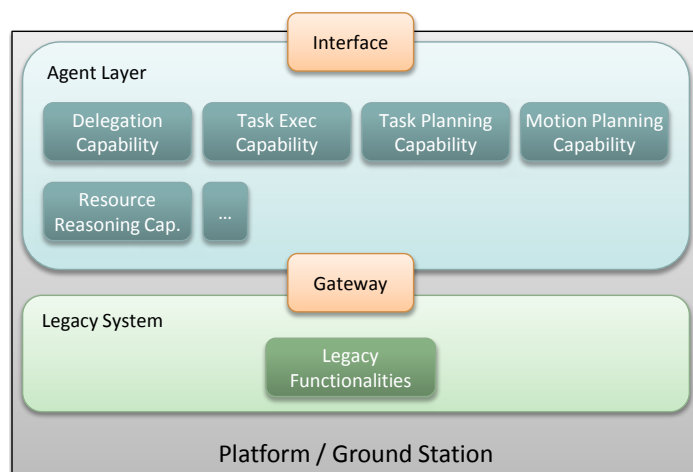 Interface
Agent Layer
Delegation
Capability
Task Exec
Capability
Task Planning
Capability
Motion Planning
Capability
Resource
Reasoning Cap.
...
Gateway
Legacy System
Legacy
Functionalities
Platform / Ground Station